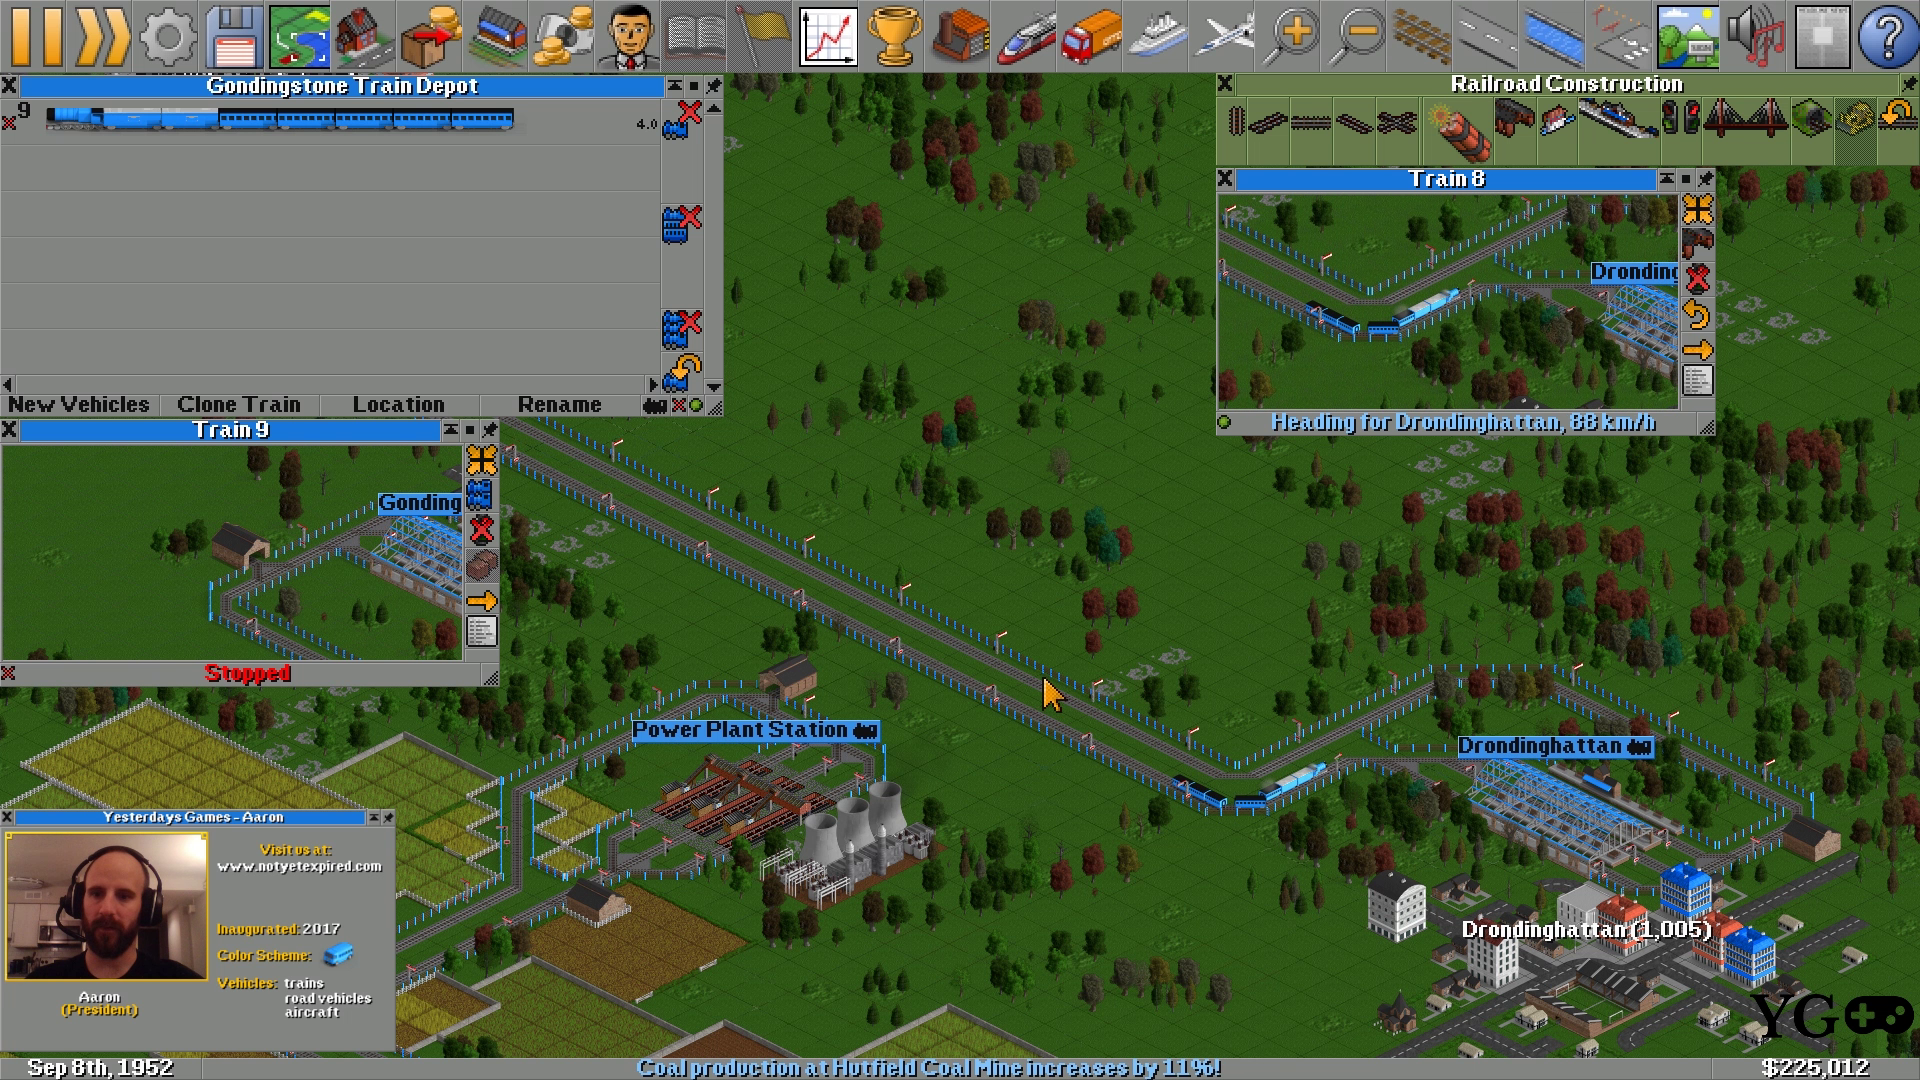 Gondingstone Train Depot
Railroad Construction
9
4.0
Train 8
Drondin
New Vehicles
Clone Train
Location
Rename
Heading for Drondinghattan, 88 km/h
Train 9
Gonding
Stopped
Power Plant Station
Drondinghattan
Yesterdays Games - Aaron
Visit us at:
www.notyetexpired.com
Inaugurated: 2017
Color Scheme:
Vehicles: trains
road vehicles
aircraft
Aaron
(President)
Drondinghattan (1,005)
YG
Sep 8th, 1952
Coal production at Hutfield Coal Mine increases by 11%!
$225,012